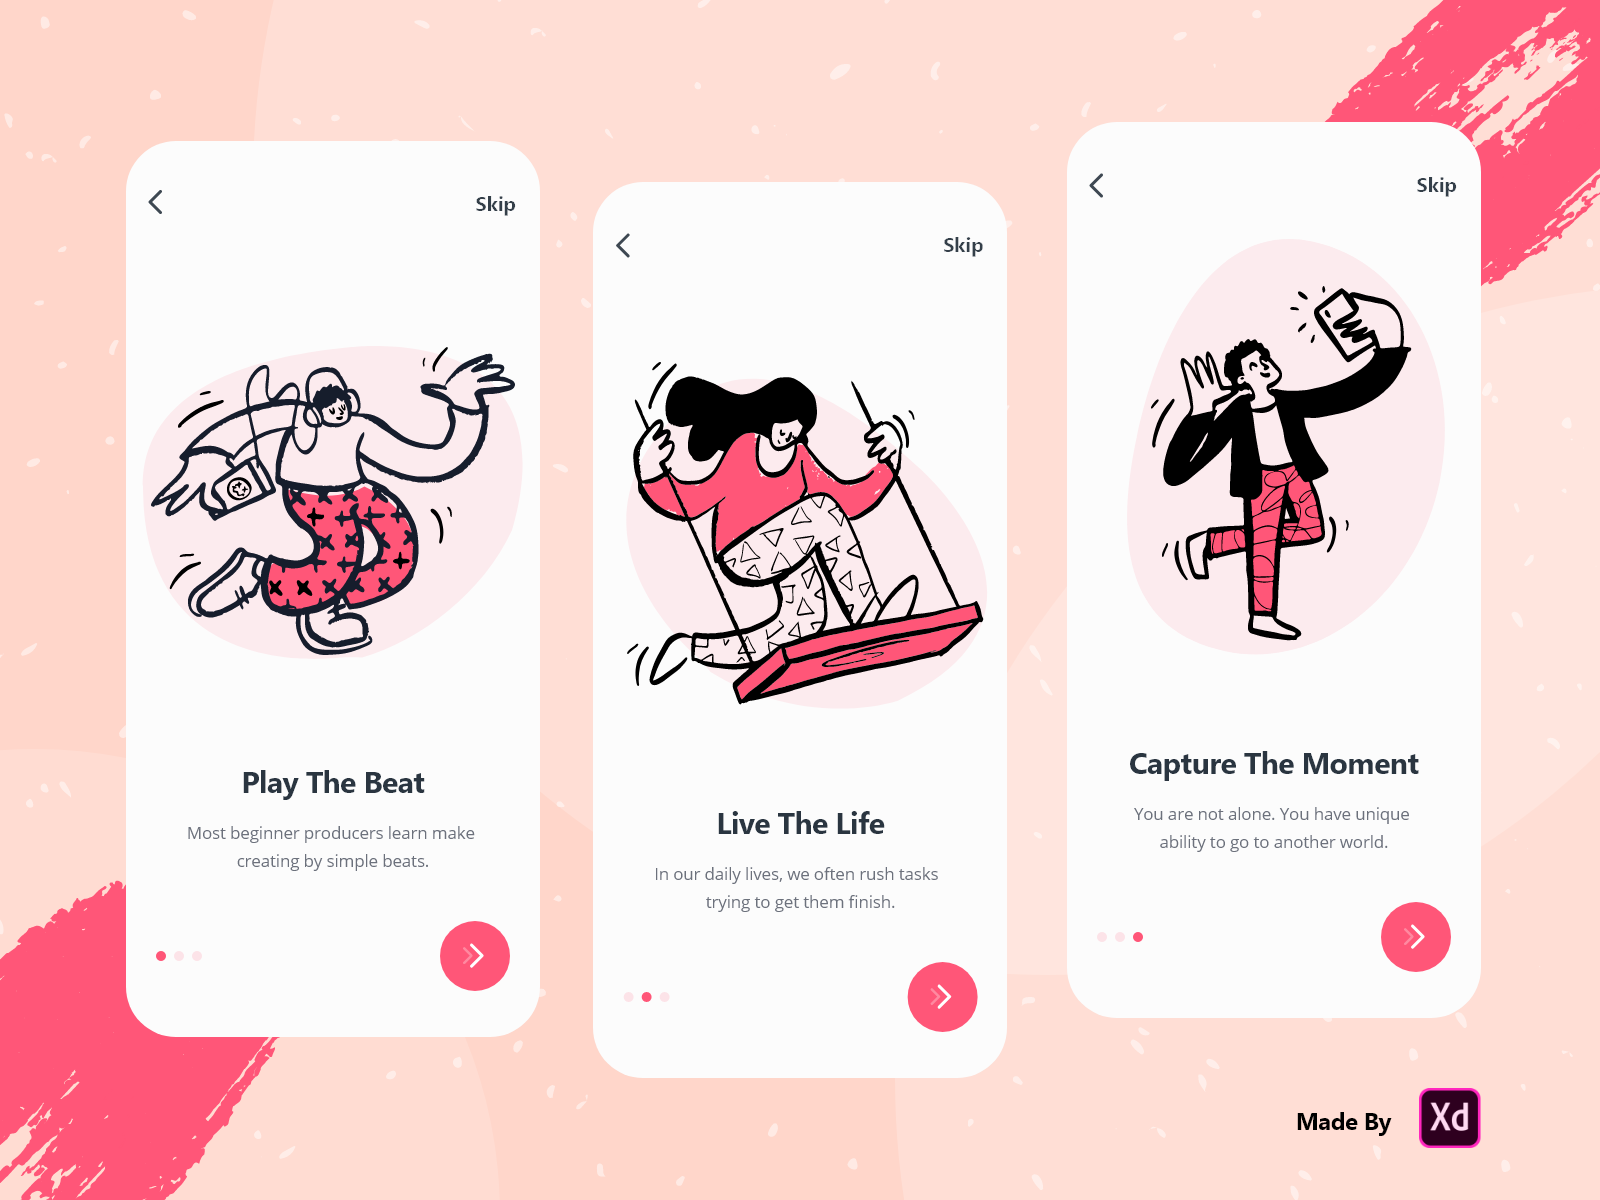 Skip
Play The Beat
Most beginner producers learn make
creating by simple beats.
Skip
Live The Life
In our daily lives, we often rush tasks
trying to get them finish.
Skip
Capture The Moment
You are not alone. You have unique
ability to go to another world.
Made By
Xd